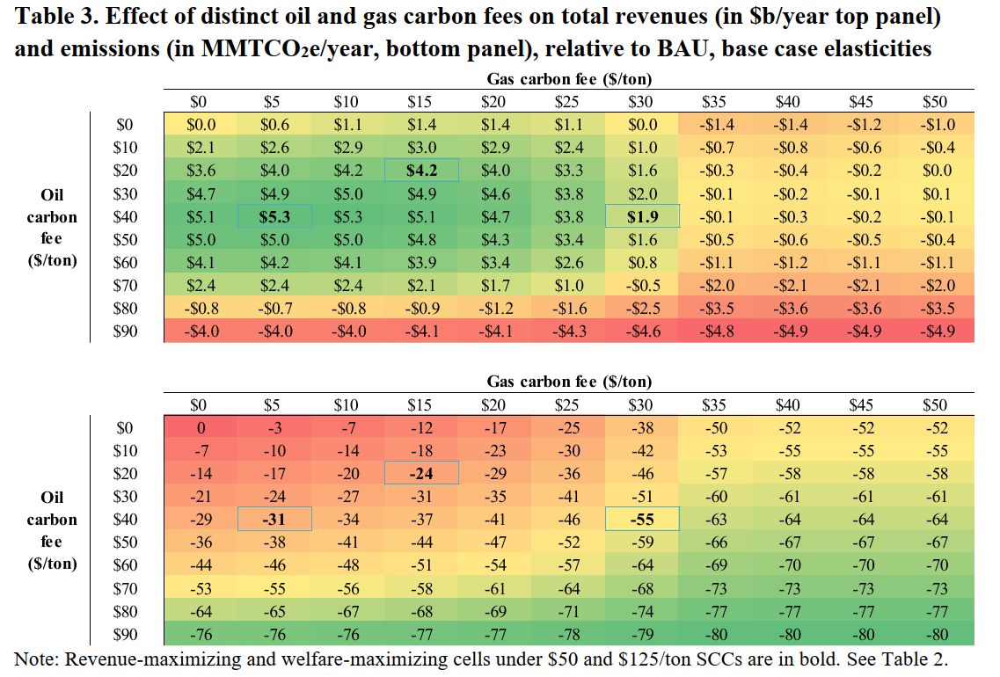 Table 3. Effect of distinct oil and gas carbon fees on total revenues (in $b/year top panel)
and emissions (in MMTCO₂e/year, bottom panel), relative to BAU, base case elasticities
Gas carbon fee ($/ton)
$0 $5 $10 $15 $20 $25 $30 $35 $40 $45 $50
$0 $0.0 $0.6 $1.1 $1.4 $1.4 $1.1 $0.0 -$1.4 -$1.4 -$1.2 -$1.0
$10 $2.1 $2.6 $2.9 $3.0 $2.9 $2.4 $1.0 -$0.7 -$0.8 -$0.6 -$0.4
$20 $3.6 $4.0 $4.2 $4.2 $4.0 $3.3 $1.6 -$0.3 -$0.4 -$0.2 $0.0
Oil $30 $4.7 $4.9 $5.0 $4.9 $4.6 $3.8 $2.0 -$0.1 -$0.2 -$0.1 $0.1
carbon $40 $5.1 $5.3 $5.3 $5.1 $4.7 $3.8 $1.9 -$0.1 -$0.3 -$0.2 -$0.1
fee $50 $5.0 $5.0 $5.0 $4.8 $4.3 $3.4 $1.6 -$0.5 -$0.6 -$0.5 -$0.4
($/ton) $60 $4.1 $4.2 $4.1 $3.9 $3.4 $2.6 $0.8 -$1.1 -$1.2 -$1.1 -$1.1
$70 $2.4 $2.4 $2.4 $2.1 $1.7 $1.0 -$0.5 -$2.0 -$2.1 -$2.1 -$2.0
$80 -$0.8 -$0.7 -$0.8 -$0.9 -$1.2 -$1.6 -$2.5 -$3.5 -$3.6 -$3.6 -$3.5
$90 -$4.0 -$4.0 -$4.0 -$4.1 -$4.1 -$4.3 -$4.6 -$4.8 -$4.9 -$4.9 -$4.9
Gas carbon fee ($/ton)
$0 $5 $10 $15 $20 $25 $30 $35 $40 $45 $50
$0 0 -3 -7 -12 -17 -25 -38 -50 -52 -52 -52
$10 -7 -10 -14 -18 -23 -30 -42 -53 -55 -55 -55
$20 -14 -17 -20 -24 -29 -36 -46 -57 -58 -58 -58
Oil $30 -21 -24 -27 -31 -35 -41 -51 -60 -61 -61 -61
carbon $40 -29 -31 -34 -37 -41 -46 -55 -63 -64 -64 -64
fee $50 -36 -38 -41 -44 -47 -52 -59 -66 -67 -67 -67
($/ton) $60 -44 -46 -48 -51 -54 -57 -64 -69 -70 -70 -70
$70 -53 -55 -56 -58 -61 -64 -68 -73 -73 -73 -73
$80 -64 -65 -67 -68 -69 -71 -74 -77 -77 -77 -77
$90 -76 -76 -76 -77 -77 -78 -79 -80 -80 -80 -80
Note: Revenue-maximizing and welfare-maximizing cells under $50 and $125/ton SCCs are in bold. See Table 2.